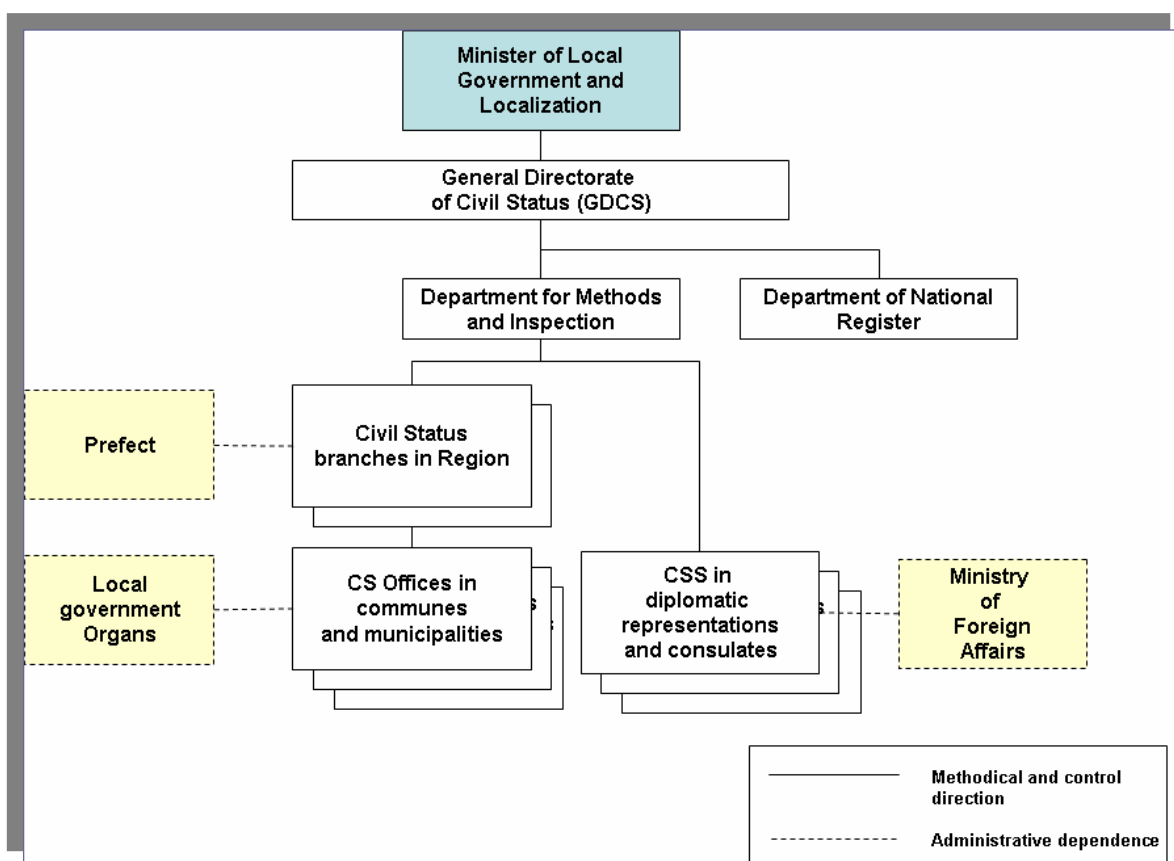 Minister of Local
Government and
Localization
General Directorate
of Civil Status (GDCS)
Department for Methods
and Inspection
Department of National
Register
Prefect
Civil Status
branches in Region
Local
government
Organs
CS Offices in
communes
and municipalities
CSS in
diplomatic
representations
and consulates
Ministry
of
Foreign
Affairs
Methodical and control
direction
Administrative dependence